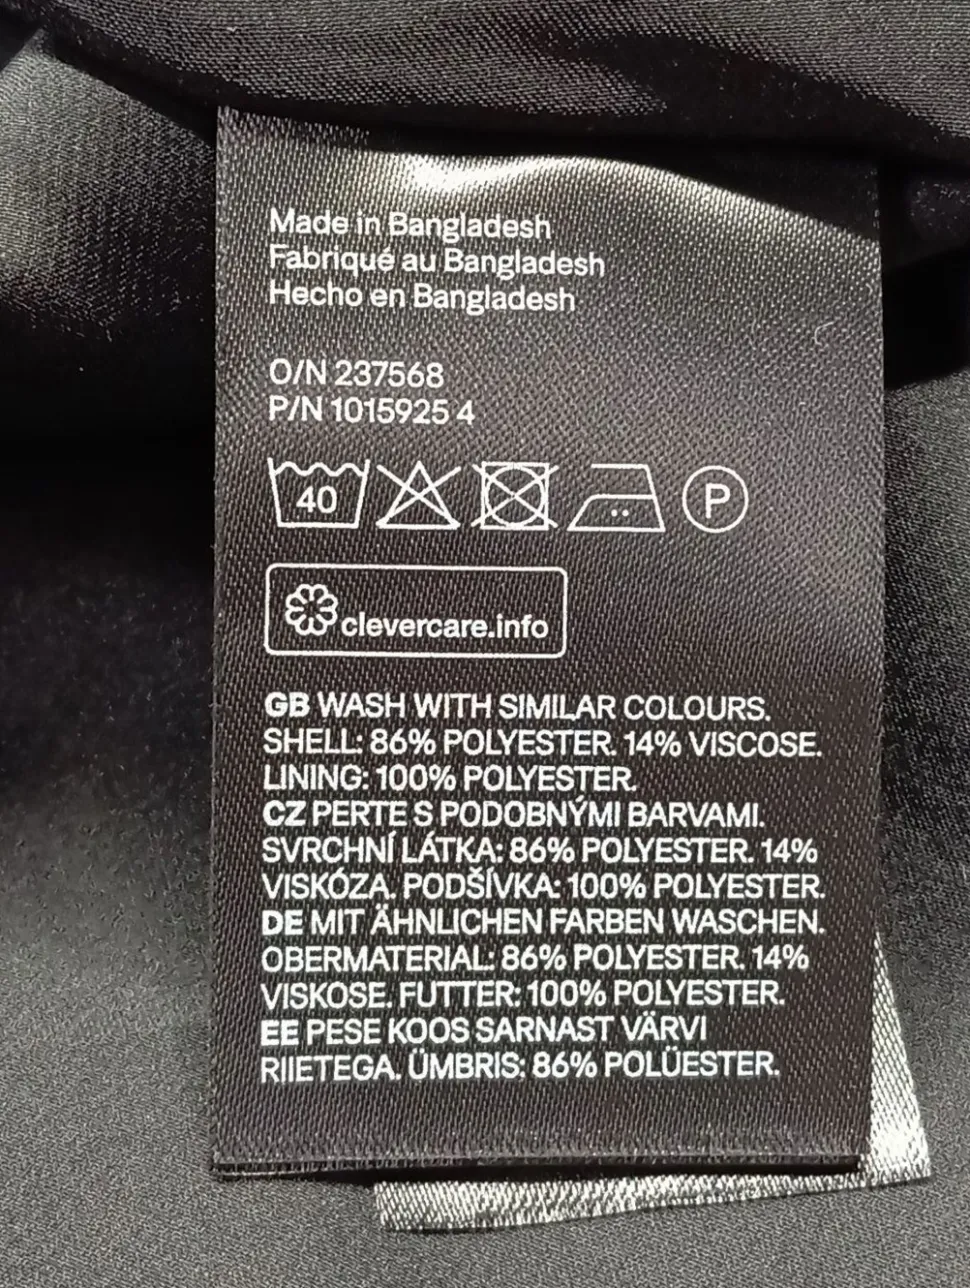 Made in Bangladesh
Fabriqué au Bangladesh
Hecho en Bangladesh
O/N 237568
P/N 1015925 4
40 P
clevercare.info
GB WASH WITH SIMILAR COLOURS.
SHELL: 86% POLYESTER. 14% VISCOSE.
LINING: 100% POLYESTER.
CZ PERTE S PODOBNÝMI BARVAMI.
SVRCHNÍ LÁTKA: 86% POLYESTER. 14%
VISKÓZA. PODŠÍVKA: 100% POLYESTER.
DE MIT ÄHNLICHEN FARBEN WASCHEN.
OBERMATERIAL: 86% POLYESTER. 14%
VISKOSE. FUTTER: 100% POLYESTER.
EE PESE KOOS SARNAST VÄRVI
RIIETEGA. ÜMBRIS: 86% POLÜESTER.